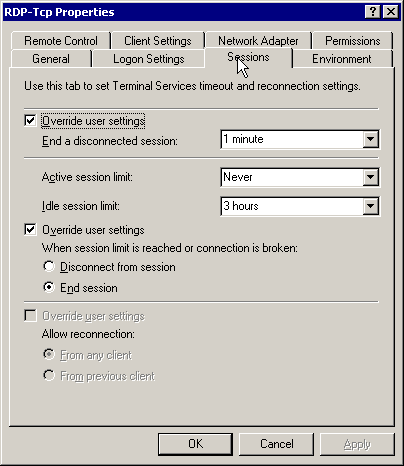 RDP-Tcp Properties
Remote Control Client Settings Network Adapter Permissions
General Logon Settings Sessions Environment
Use this tab to set Terminal Services timeout and reconnection settings.
Override user settings
End a disconnected session: 1 minute
Active session limit: Never
Idle session limit: 3 hours
Override user settings
When session limit is reached or connection is broken:
Disconnect from session
End session
Override user settings
Allow reconnection:
From any client
From previous client
OK Cancel Apply